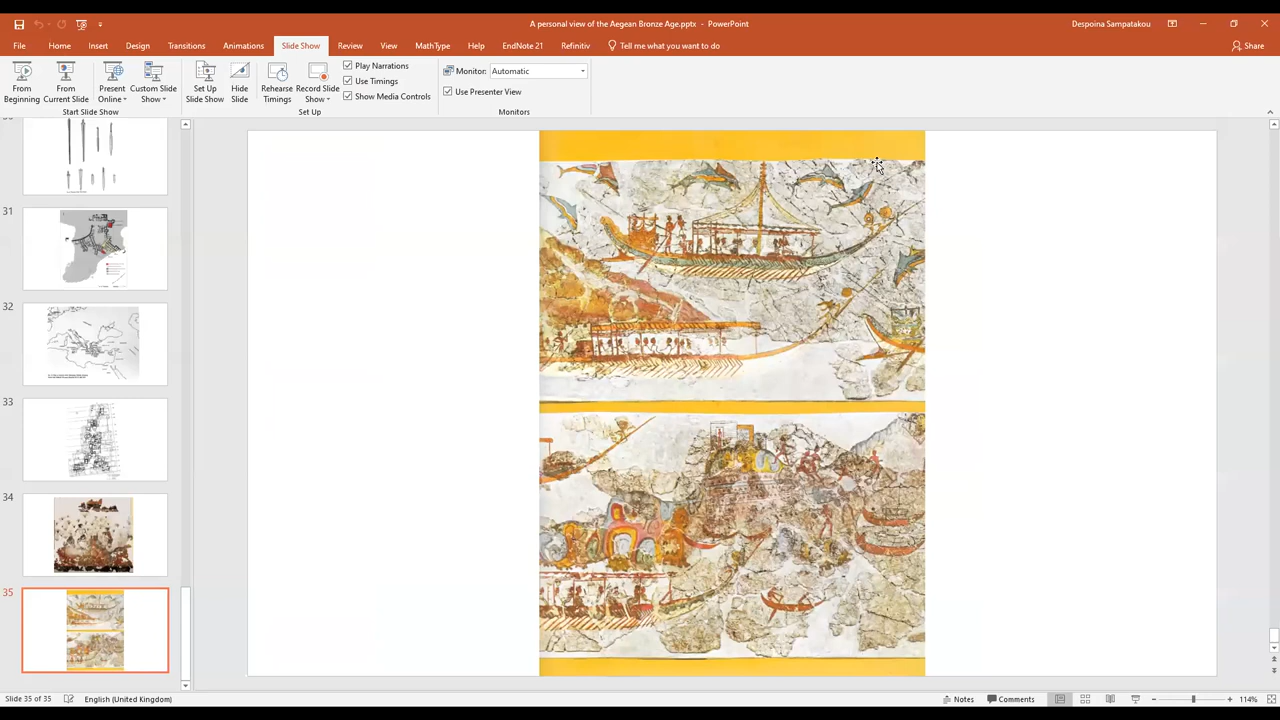 A personal view of the Aegean Bronze Age.pptx - PowerPoint
Despoina Sampatakou
File Home Insert Design Transitions Animations Slide Show Review View MathType Help EndNote 21 Refinitiv Tell me what you want to do
Share
From Beginning
From Current Slide
Present Online
Custom Slide Show
Start Slide Show
Set Up Slide Show
Hide Slide
Rehearse Timings
Record Slide Show
Play Narrations
Use Timings
Show Media Controls
Set Up
Monitor: Automatic
Use Presenter View
Monitors
31
32
33
34
35
Slide 35 of 35 English (United Kingdom)
Notes Comments 114%